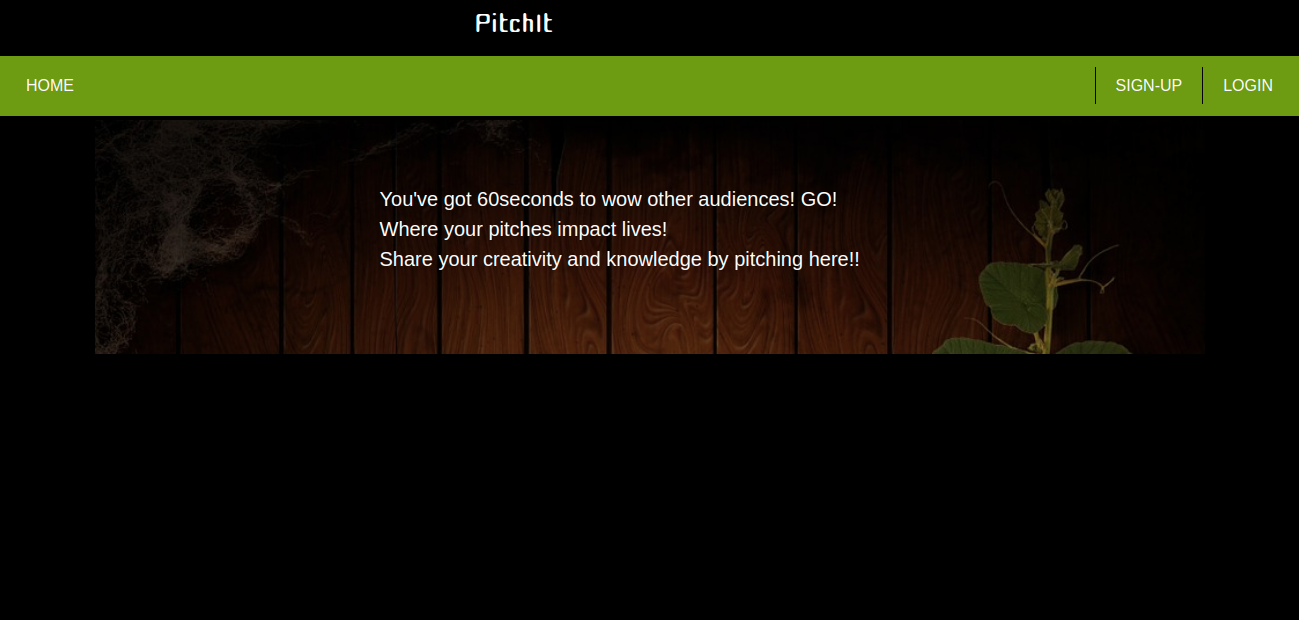 PitchIt
HOME SIGN-UP LOGIN
You've got 60seconds to wow other audiences! GO!
Where your pitches impact lives!
Share your creativity and knowledge by pitching here!!